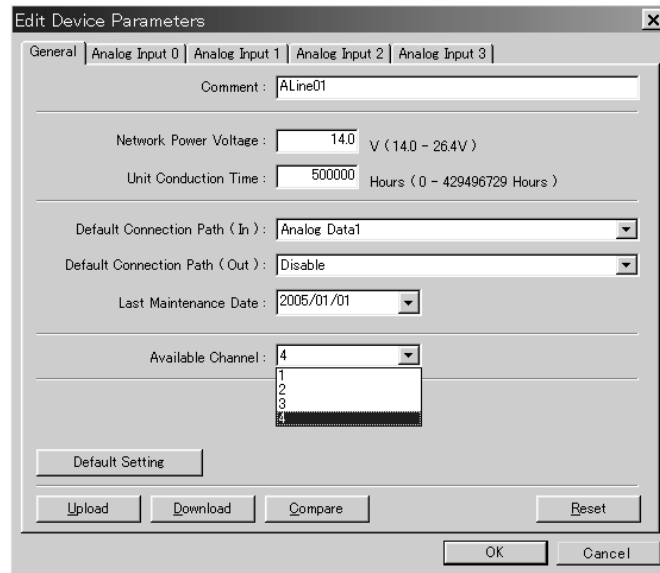 Edit Device Parameters
General Analog Input 0 Analog Input 1 Analog Input 2 Analog Input 3
Comment : ALine01
Network Power Voltage : 14.0 V ( 14.0 - 26.4V )
Unit Conduction Time : 500000 Hours ( 0 - 429496729 Hours )
Default Connection Path ( In ) : Analog Data1
Default Connection Path ( Out ) : Disable
Last Maintenance Date : 2005/01/01
Available Channel : 4
1
2
3
4
Default Setting
Upload Download Compare Reset
OK Cancel